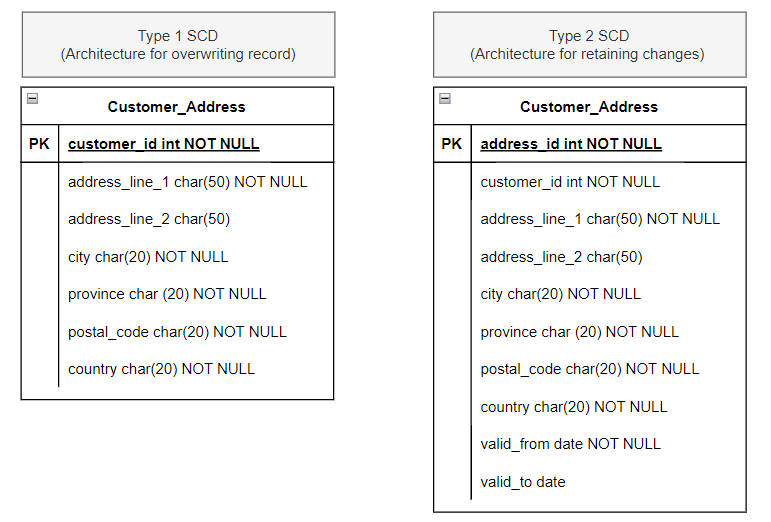 Type 1 SCD
(Architecture for overwriting record)
Customer_Address
PK customer_id int NOT NULL
address_line_1 char(50) NOT NULL
address_line_2 char(50)
city char(20) NOT NULL
province char (20) NOT NULL
postal_code char(20) NOT NULL
country char(20) NOT NULL
Type 2 SCD
(Architecture for retaining changes)
Customer_Address
PK address_id int NOT NULL
customer_id int NOT NULL
address_line_1 char(50) NOT NULL
address_line_2 char(50)
city char(20) NOT NULL
province char (20) NOT NULL
postal_code char(20) NOT NULL
country char(20) NOT NULL
valid_from date NOT NULL
valid_to date